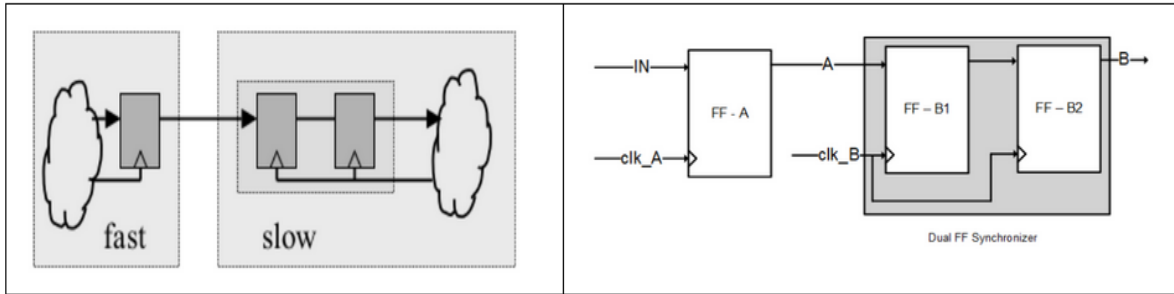 fast
slow
IN
A
B
FF - A
FF – B1
FF – B2
clk_A
clk_B
Dual FF Synchronizer